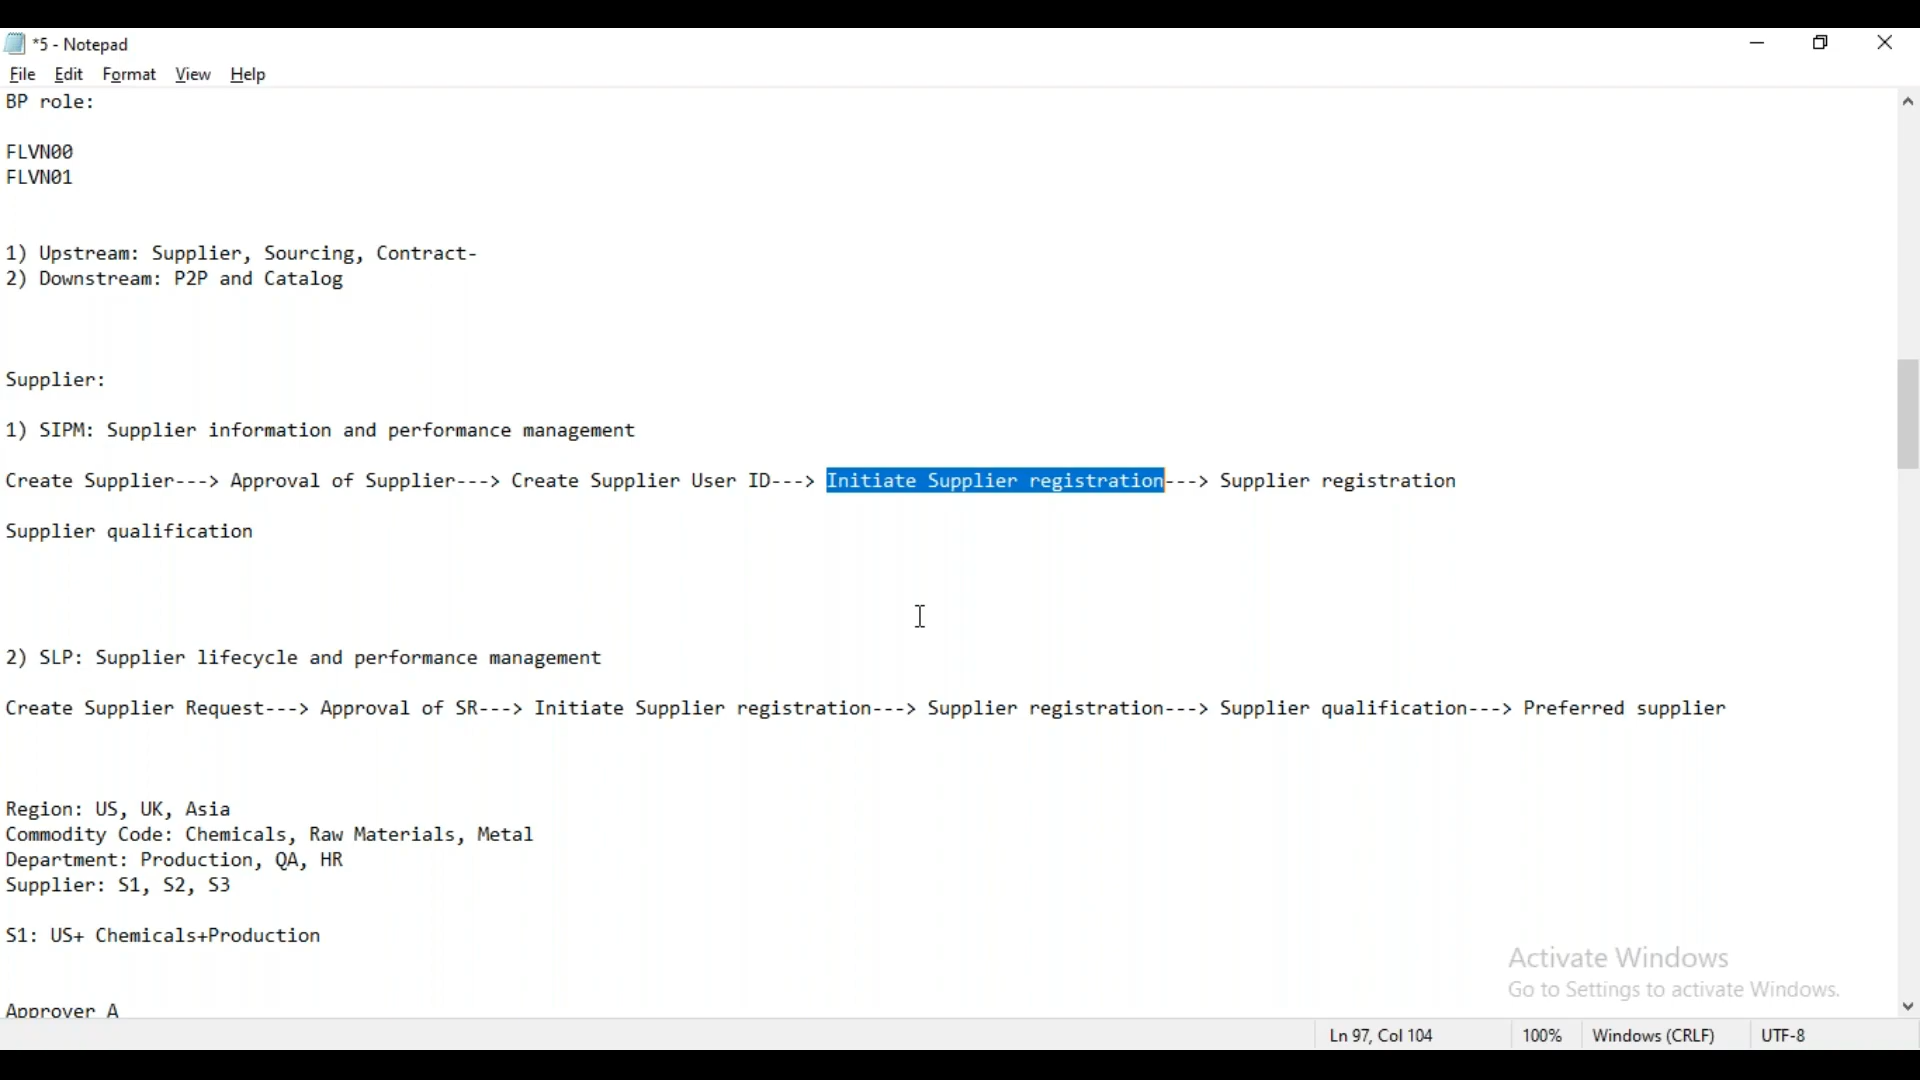 *5 - Notepad
File Edit Format View Help
BP role:
FLVN00
FLVN01
1) Upstream: Supplier, Sourcing, Contract-
2) Downstream: P2P and Catalog
Supplier:
1) SIPM: Supplier information and performance management
Create Supplier---> Approval of Supplier---> Create Supplier User ID---> Initiate Supplier registration---> Supplier registration
Supplier qualification
2) SLP: Supplier lifecycle and performance management
Create Supplier Request---> Approval of SR---> Initiate Supplier registration---> Supplier registration---> Supplier qualification---> Preferred supplier
Region: US, UK, Asia
Commodity Code: Chemicals, Raw Materials, Metal
Department: Production, QA, HR
Supplier: S1, S2, S3
S1: US+ Chemicals+Production
Approver A
Activate Windows
Go to Settings to activate Windows.
Ln 97, Col 104 100% Windows (CRLF) UTF-8